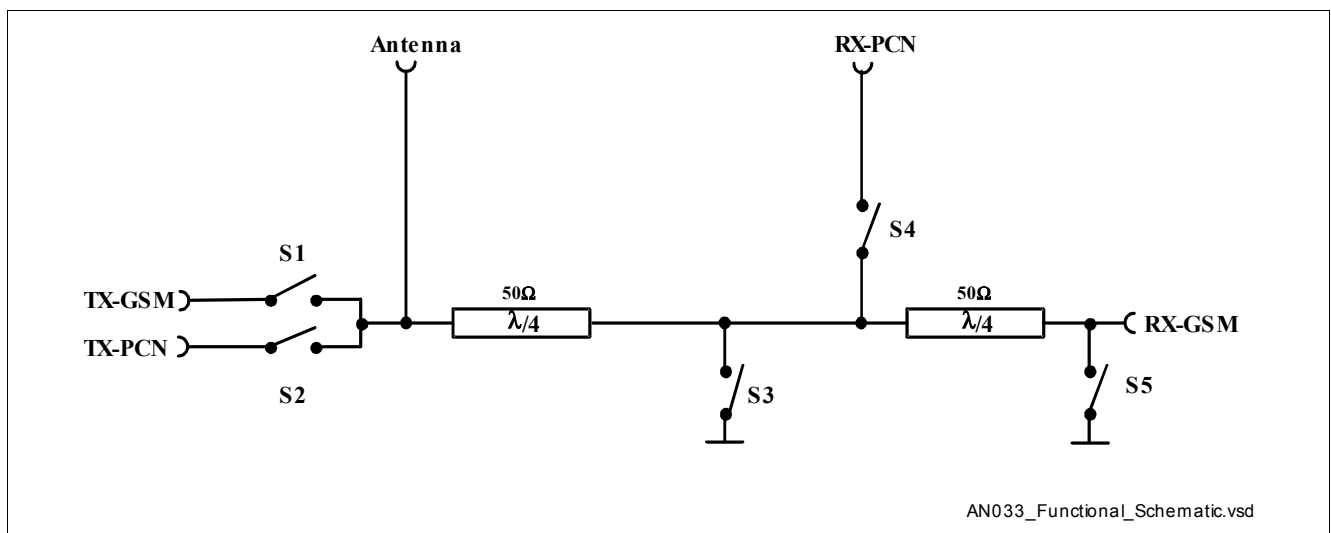 Antenna
RX-PCN
S4
S1
TX-GSM
50Ω
λ/4
50Ω
λ/4
RX-GSM
TX-PCN
S2
S3
S5
AN033_Functional_Schematic.vsd